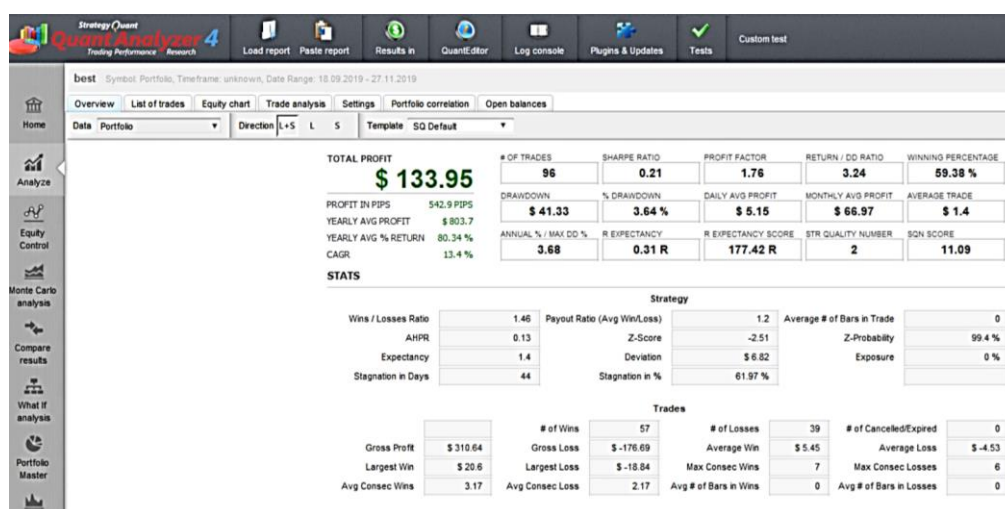 Strategy Quant
Quant Analyzer 4
Trading Performance Research
Load report Paste report Results in QuantEditor Log console Plugins & Updates Tests Custom test
best Symbol: Portfolio, Timeframe: unknown, Date Range: 18.09.2019 - 27.11.2019
Home
Analyze
Equity Control
Monte Carlo analysis
Compare results
What If analysis
Portfolio Master
Overview List of trades Equity chart Trade analysis Settings Portfolio correlation Open balances
Data Portfolio Direction L+S L S Template SQ Default
TOTAL PROFIT
$ 133.95
PROFIT IN PIPS 542.9 PIPS
YEARLY AVG PROFIT $ 803.7
YEARLY AVG % RETURN 80.34 %
CAGR 13.4 %
# OF TRADES SHARPE RATIO PROFIT FACTOR RETURN / DD RATIO WINNING PERCENTAGE
96 0.21 1.76 3.24 59.38 %
DRAWDOWN % DRAWDOWN DAILY AVG PROFIT MONTHLY AVG PROFIT AVERAGE TRADE
$ 41.33 3.64 % $ 5.15 $ 66.97 $ 1.4
ANNUAL % / MAX DD % R EXPECTANCY R EXPECTANCY SCORE STR QUALITY NUMBER SQN SCORE
3.68 0.31 R 177.42 R 2 11.09
STATS
Strategy
Wins / Losses Ratio 1.46 Payout Ratio (Avg Win/Loss) 1.2 Average # of Bars in Trade 0
AHPR 0.13 Z-Score -2.51 Z-Probability 99.4 %
Expectancy 1.4 Deviation $ 6.82 Exposure 0 %
Stagnation in Days 44 Stagnation in % 61.97 %
Trades
# of Wins 57 # of Losses 39 # of Cancelled/Expired 0
Gross Profit $ 310.64 Gross Loss $ -176.69 Average Win $ 5.45 Average Loss $ -4.53
Largest Win $ 20.6 Largest Loss $ -18.84 Max Consec Wins 7 Max Consec Losses 6
Avg Consec Wins 3.17 Avg Consec Loss 2.17 Avg # of Bars in Wins 0 Avg # of Bars in Losses 0